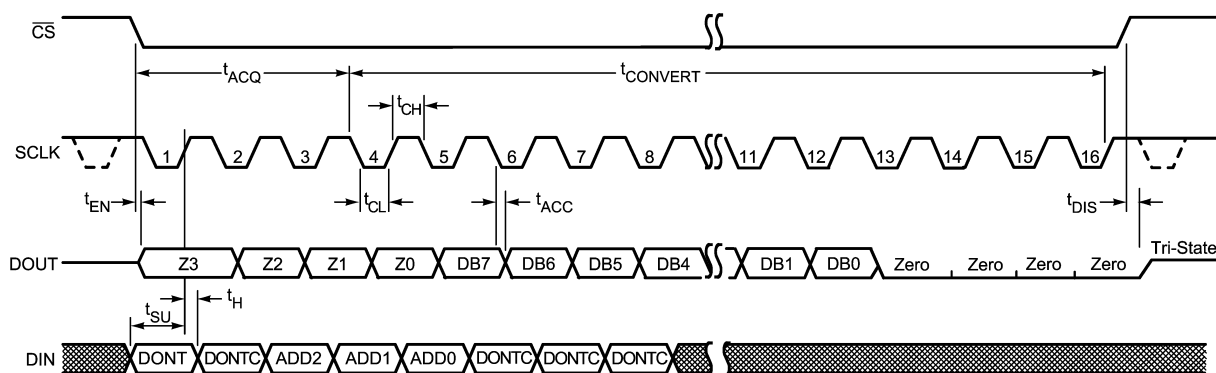 CS
tACQ
tCONVERT
tCH
SCLK
1 2 3 4 5 6 7 8 11 12 13 14 15 16
tEN
tCL
tACC
tDIS
Tri-State
DOUT
Z3 Z2 Z1 Z0 DB7 DB6 DB5 DB4 DB1 DB0 Zero Zero Zero Zero
tSU
tH
DIN
DONT DONTC ADD2 ADD1 ADD0 DONTC DONTC DONTC